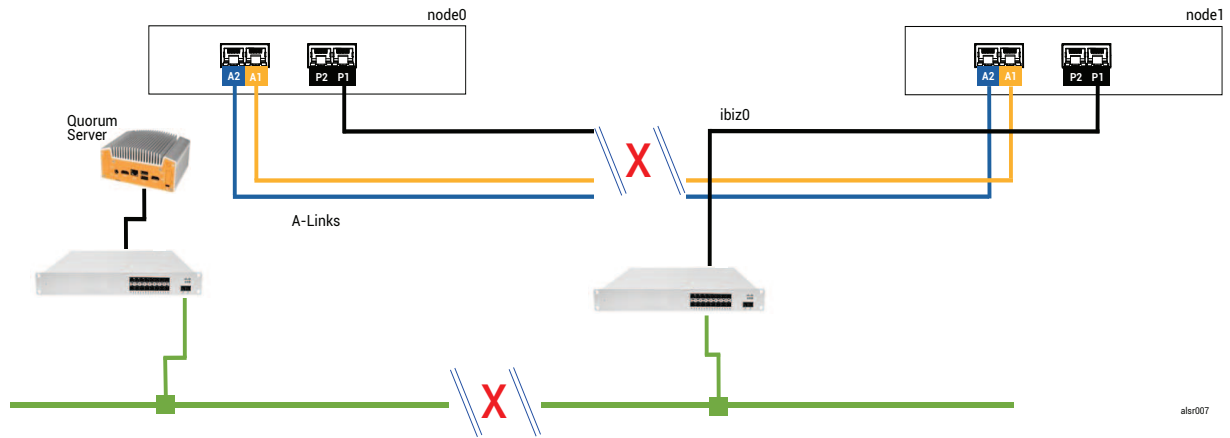 node0
node1
A2 A1 P2 P1
A2 A1 P2 P1
Quorum
Server
ibiz0
X
A-Links
X
alsr007